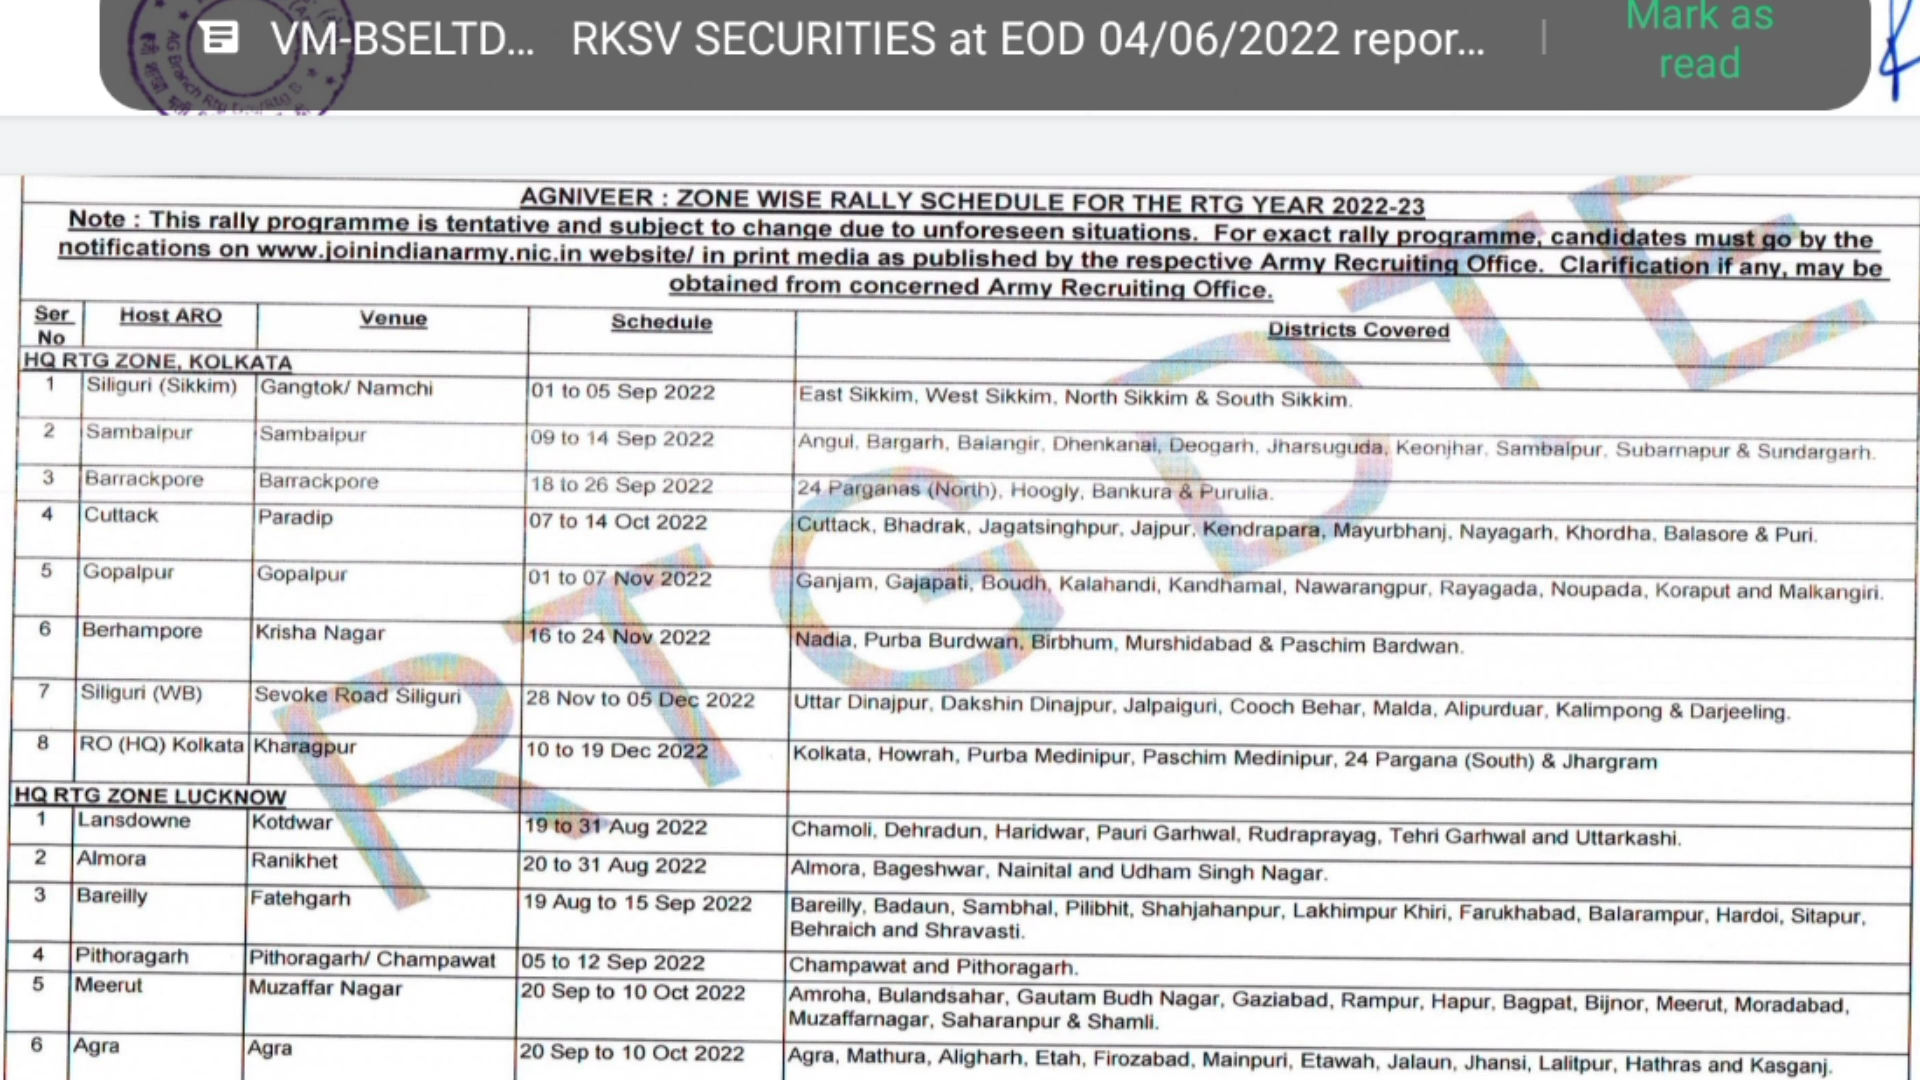 VM-BSELTD... RKSV SECURITIES at EOD 04/06/2022 repor...
Mark as
read
AG Branch Rtg
AGNIVEER : ZONE WISE RALLY SCHEDULE FOR THE RTG YEAR 2022-23
Note : This rally programme is tentative and subject to change due to unforeseen situations. For exact rally programme, candidates must go by the
notifications on www.joinindianarmy.nic.in website/ in print media as published by the respective Army Recruiting Office. Clarification if any, may be
obtained from concerned Army Recruiting Office.
Ser No Host ARO Venue Schedule Districts Covered
HQ RTG ZONE, KOLKATA
1 Siliguri (Sikkim) Gangtok/ Namchi 01 to 05 Sep 2022 East Sikkim, West Sikkim, North Sikkim & South Sikkim.
2 Sambalpur Sambalpur 09 to 14 Sep 2022 Angul, Bargarh, Balangir, Dhenkanal, Deogarh, Jharsuguda, Keonjhar, Sambalpur, Subarnapur & Sundargarh.
3 Barrackpore Barrackpore 18 to 26 Sep 2022 24 Parganas (North), Hoogly, Bankura & Purulia.
4 Cuttack Paradip 07 to 14 Oct 2022 Cuttack, Bhadrak, Jagatsinghpur, Jajpur, Kendrapara, Mayurbhanj, Nayagarh, Khordha, Balasore & Puri.
5 Gopalpur Gopalpur 01 to 07 Nov 2022 Ganjam, Gajapati, Boudh, Kalahandi, Kandhamal, Nawarangpur, Rayagada, Noupada, Koraput and Malkangiri.
6 Berhampore Krisha Nagar 16 to 24 Nov 2022 Nadia, Purba Burdwan, Birbhum, Murshidabad & Paschim Bardwan.
7 Siliguri (WB) Sevoke Road Siliguri 28 Nov to 05 Dec 2022 Uttar Dinajpur, Dakshin Dinajpur, Jalpaiguri, Cooch Behar, Malda, Alipurduar, Kalimpong & Darjeeling.
8 RO (HQ) Kolkata Kharagpur 10 to 19 Dec 2022 Kolkata, Howrah, Purba Medinipur, Paschim Medinipur, 24 Pargana (South) & Jhargram
HQ RTG ZONE LUCKNOW
1 Lansdowne Kotdwar 19 to 31 Aug 2022 Chamoli, Dehradun, Haridwar, Pauri Garhwal, Rudraprayag, Tehri Garhwal and Uttarkashi.
2 Almora Ranikhet 20 to 31 Aug 2022 Almora, Bageshwar, Nainital and Udham Singh Nagar.
3 Bareilly Fatehgarh 19 Aug to 15 Sep 2022 Bareilly, Badaun, Sambhal, Pilibhit, Shahjahanpur, Lakhimpur Khiri, Farukhabad, Balarampur, Hardoi, Sitapur,
Behraich and Shravasti.
4 Pithoragarh Pithoragarh/ Champawat 05 to 12 Sep 2022 Champawat and Pithoragarh.
5 Meerut Muzaffar Nagar 20 Sep to 10 Oct 2022 Amroha, Bulandsahar, Gautam Budh Nagar, Gaziabad, Rampur, Hapur, Bagpat, Bijnor, Meerut, Moradabad,
Muzaffarnagar, Saharanpur & Shamli.
6 Agra Agra 20 Sep to 10 Oct 2022 Agra, Mathura, Aligharh, Etah, Firozabad, Mainpuri, Etawah, Jalaun, Jhansi, Lalitpur, Hathras and Kasganj.
RTG DTE